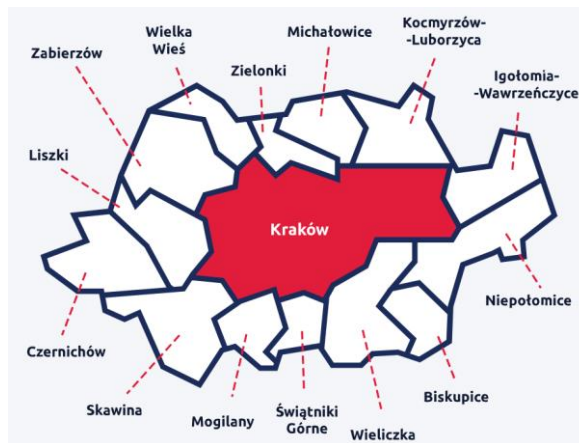 Kocmyrzów-
-Luborzyca
Wielka
Wieś
Michałowice
Zabierzów
Zielonki
Igołomia-
-Wawrzeńczyce
Liszki
Kraków
Niepołomice
Czernichów
Biskupice
Skawina
Mogilany
Świątniki
Górne
Wieliczka